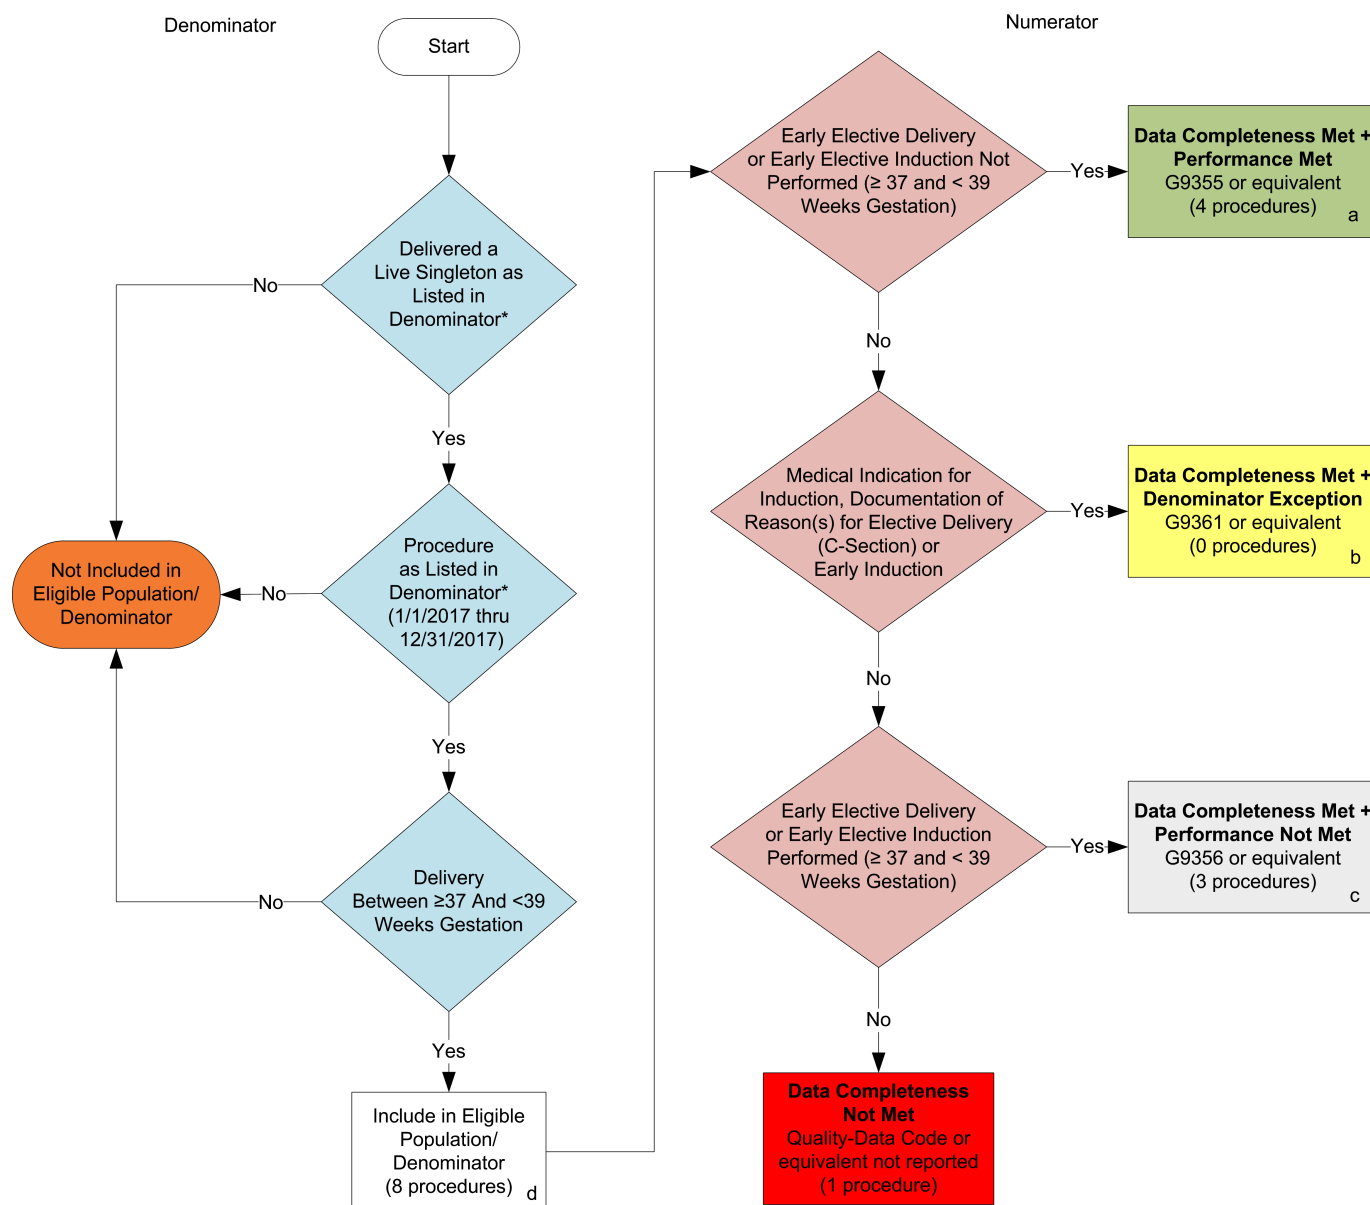 Denominator
Start
Delivered a
Live Singleton as
Listed in
Denominator*
No
Yes
Procedure
as Listed in
Denominator*
(1/1/2017 thru
12/31/2017)
No
Not Included in
Eligible Population/
Denominator
Yes
Delivery
Between ≥37 And <39
Weeks Gestation
No
Yes
Include in Eligible
Population/
Denominator
(8 procedures)
d
Numerator
Early Elective Delivery
or Early Elective Induction Not
Performed (≥ 37 and < 39
Weeks Gestation)
Yes
Data Completeness Met +
Performance Met
G9355 or equivalent
(4 procedures)
a
No
Medical Indication for
Induction, Documentation of
Reason(s) for Elective Delivery
(C-Section) or
Early Induction
Yes
Data Completeness Met +
Denominator Exception
G9361 or equivalent
(0 procedures)
b
No
Early Elective Delivery
or Early Elective Induction
Performed (≥ 37 and < 39
Weeks Gestation)
Yes
Data Completeness Met +
Performance Not Met
G9356 or equivalent
(3 procedures)
c
No
Data Completeness
Not Met
Quality-Data Code or
equivalent not reported
(1 procedure)